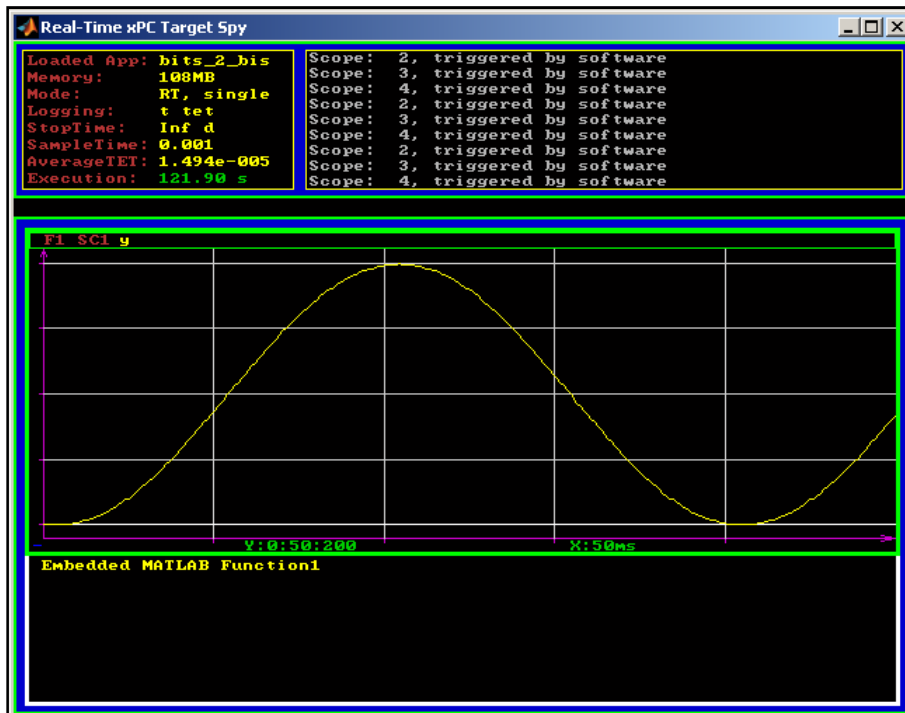 Real-Time xPC Target Spy
Loaded App: bits_2_bis
Memory: 108MB
Mode: RT, single
Logging: t tet
StopTime: Inf d
SampleTime: 0.001
AverageTET: 1.494e-005
Execution: 121.90 s
Scope: 2, triggered by software
Scope: 3, triggered by software
Scope: 4, triggered by software
Scope: 2, triggered by software
Scope: 3, triggered by software
Scope: 4, triggered by software
Scope: 2, triggered by software
Scope: 3, triggered by software
Scope: 4, triggered by software
F1 SC1 y
Y:0:50:200 X:50ms
Embedded MATLAB Function1